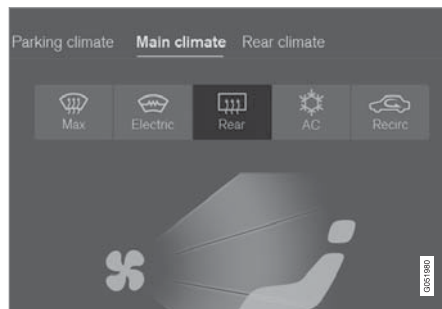 Parking climate Main climate Rear climate
Max Electric Rear AC Recirc
G051980